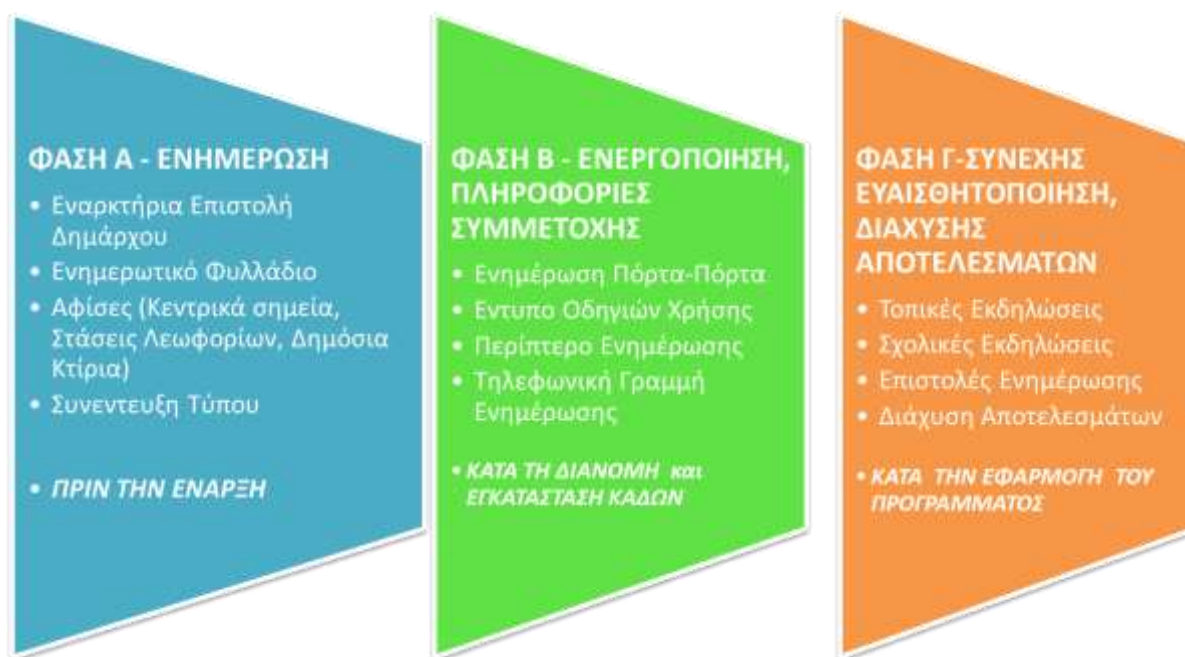 ΦΑΣΗ Α - ΕΝΗΜΕΡΩΣΗ
• Εναρκτήρια Επιστολή
Δημάρχου
• Ενημερωτικό Φυλλάδιο
• Αφίσες (Κεντρικά σημεία,
Στάσεις Λεωφορίων, Δημόσια
Κτίρια)
• Συνεντευξη Τύπου
• ΠΡΙΝ ΤΗΝ ΕΝΑΡΞΗ
ΦΑΣΗ Β - ΕΝΕΡΓΟΠΟΙΗΣΗ,
ΠΛΗΡΟΦΟΡΙΕΣ
ΣΥΜΜΕΤΟΧΗΣ
• Ενημέρωση Πόρτα-Πόρτα
• Εντυπο Οδηγιών Χρήσης
• Περίπτερο Ενημέρωσης
• Τηλεφωνική Γραμμή
Ενημέρωσης
• ΚΑΤΑ ΤΗ ΔΙΑΝΟΜΗ και
ΕΓΚΑΤΑΣΤΑΣΗ ΚΑΔΩΝ
ΦΑΣΗ Γ-ΣΥΝΕΧΗΣ
ΕΥΑΙΣΘΗΤΟΠΟΙΗΣΗ,
ΔΙΑΧΥΣΗΣ
ΑΠΟΤΕΛΕΣΜΑΤΩΝ
• Τοπικές Εκδηλώσεις
• Σχολικές Εκδηλώσεις
• Επιστολές Ενημέρωσης
• Διάχυση Αποτελεσμάτων
• ΚΑΤΑ ΤΗΝ ΕΦΑΡΜΟΓΗ ΤΟΥ
ΠΡΟΓΡΑΜΜΑΤΟΣ